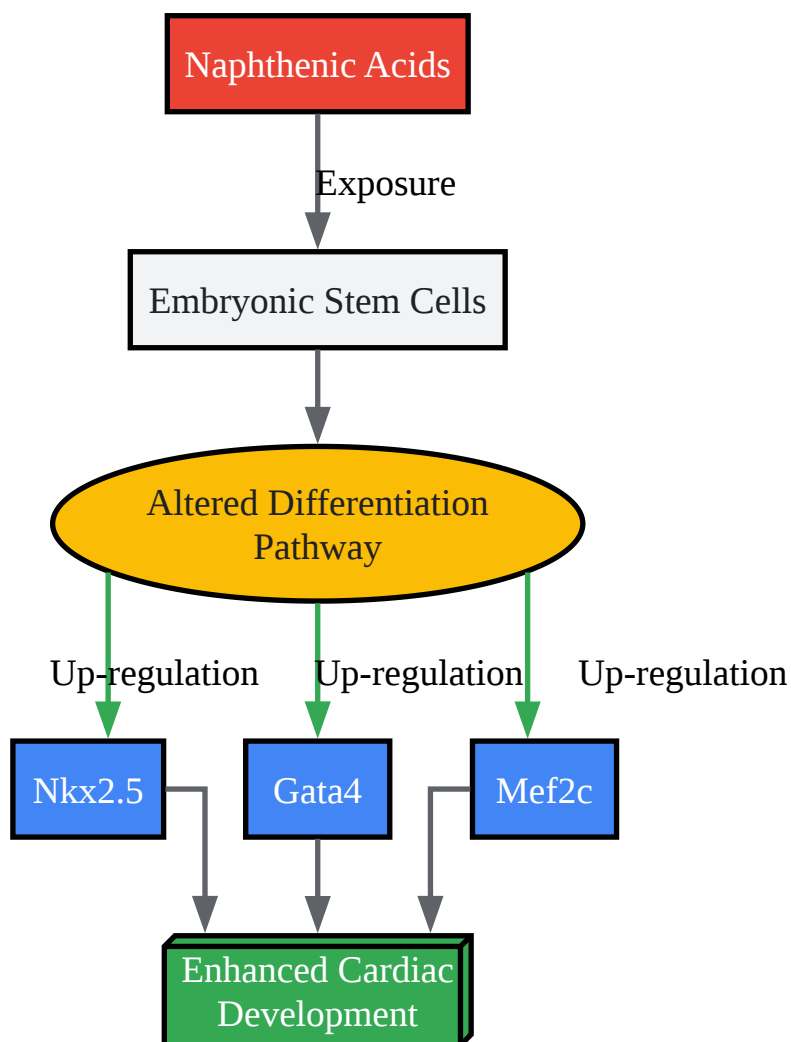 Naphthenic Acids
Exposure
Embryonic Stem Cells
Altered Differentiation
Pathway
Up-regulation
Up-regulation
Up-regulation
Nkx2.5
Gata4
Mef2c
Enhanced Cardiac
Development